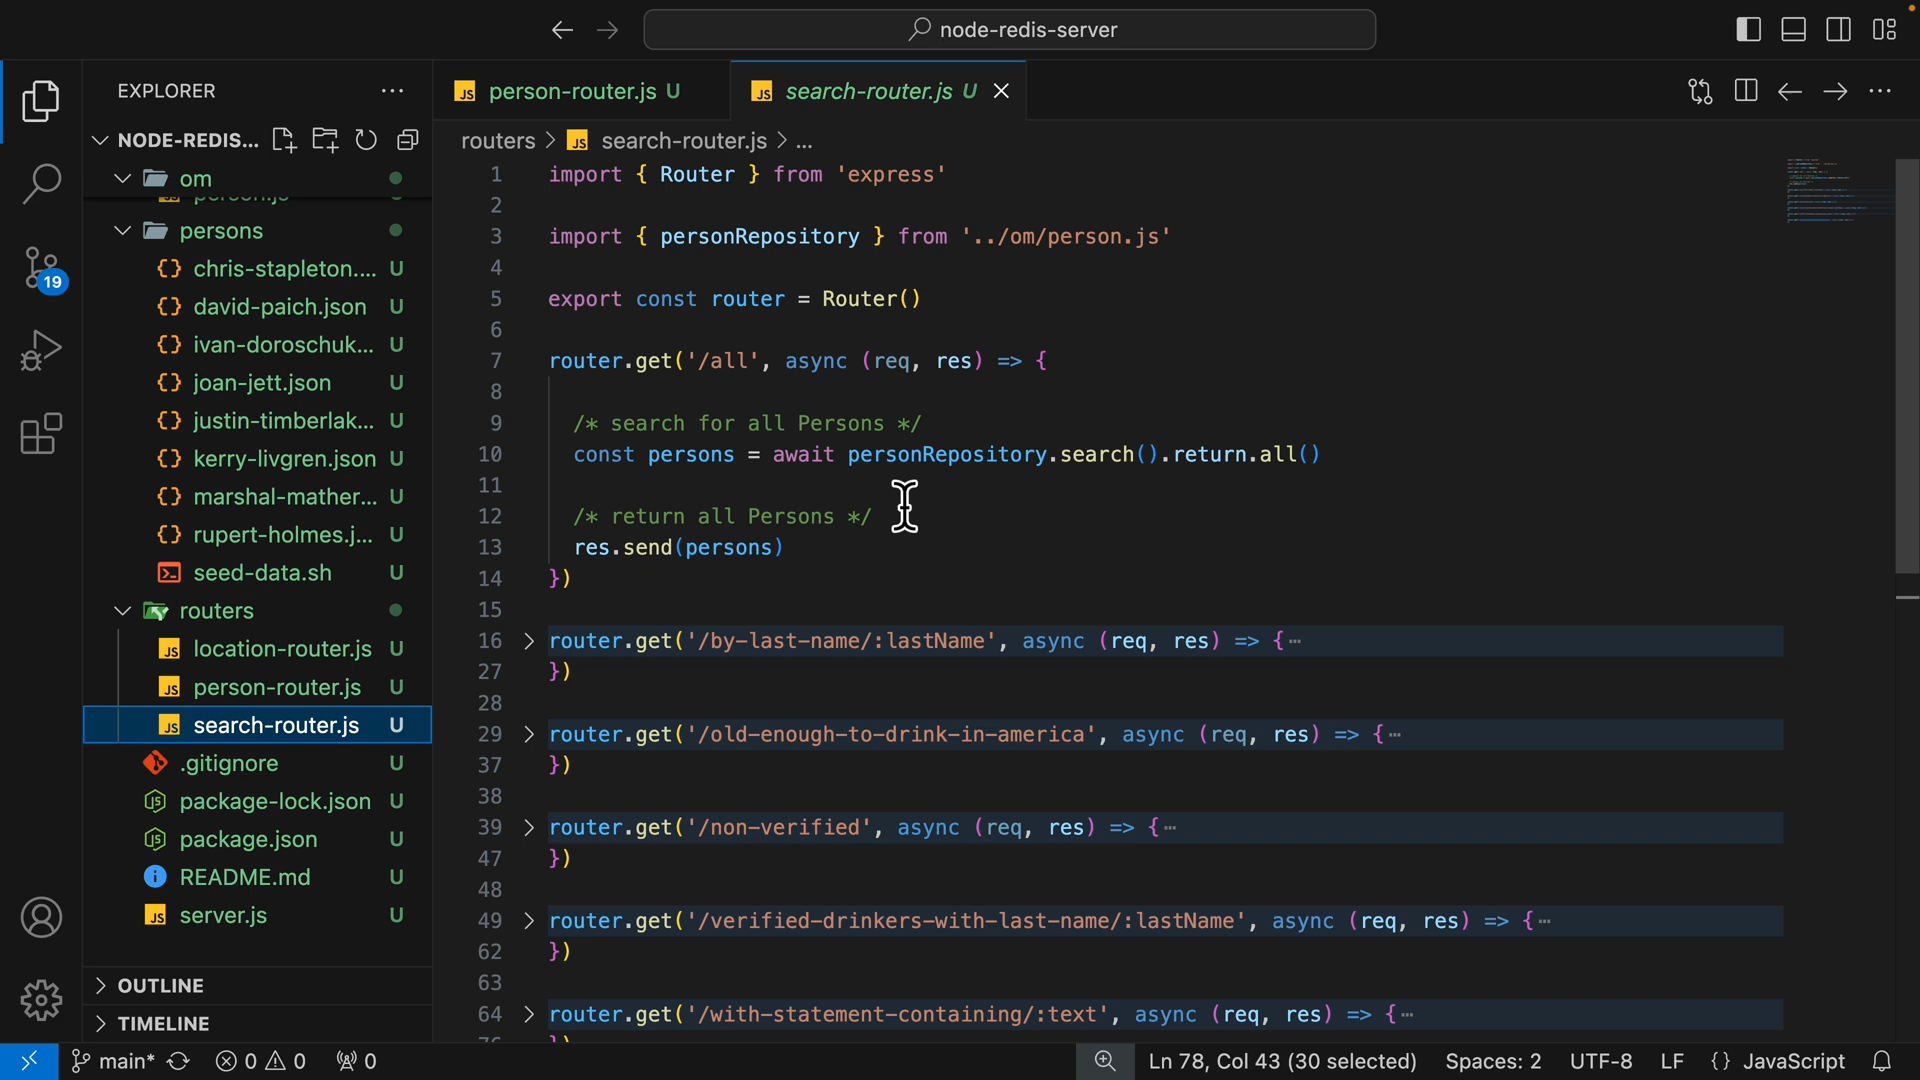 node-redis-server
EXPLORER
NODE-REDIS...
om
persons
{} chris-stapleton.... U
{} david-paich.json U
{} ivan-doroschuk... U
{} joan-jett.json U
{} justin-timberlak... U
{} kerry-livgren.json U
{} marshal-mather... U
{} rupert-holmes.j... U
seed-data.sh U
routers
JS location-router.js U
JS person-router.js U
JS search-router.js U
.gitignore U
package-lock.json U
package.json U
README.md U
JS server.js U
OUTLINE
TIMELINE
JS person-router.js U
JS search-router.js U
routers > JS search-router.js > ...
1 import { Router } from 'express'
2
3 import { personRepository } from '../om/person.js'
4
5 export const router = Router()
6
7 router.get('/all', async (req, res) => {
8
9 /* search for all Persons */
10 const persons = await personRepository.search().return.all()
11
12 /* return all Persons */
13 res.send(persons)
14 })
15
16 router.get('/by-last-name/:lastName', async (req, res) => {⋯
27 })
28
29 router.get('/old-enough-to-drink-in-america', async (req, res) => {⋯
37 })
38
39 router.get('/non-verified', async (req, res) => {⋯
47 })
48
49 router.get('/verified-drinkers-with-last-name/:lastName', async (req, res) => {⋯
62 })
63
64 router.get('/with-statement-containing/:text', async (req, res) => {⋯
19
main* 0 0 0
Ln 78, Col 43 (30 selected) Spaces: 2 UTF-8 LF {} JavaScript